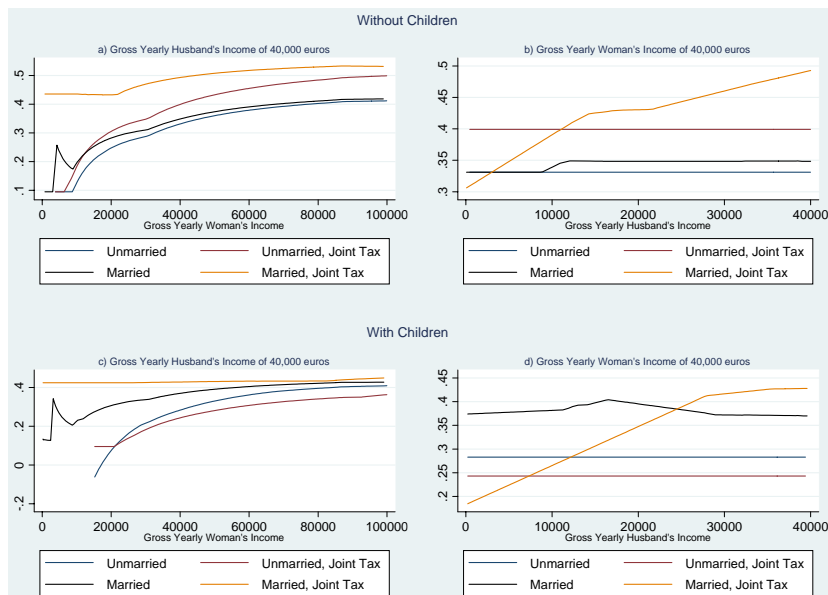 Without Children
a) Gross Yearly Husband's Income of 40,000 euros
.5
.4
.3
.2
.1
0 20000 40000 60000 80000 100000
Gross Yearly Woman's Income
Unmarried Unmarried, Joint Tax
Married Married, Joint Tax
b) Gross Yearly Woman's Income of 40,000 euros
.5
.45
.4
.35
.3
0 10000 20000 30000 40000
Gross Yearly Husband's Income
Unmarried Unmarried, Joint Tax
Married Married, Joint Tax
With Children
c) Gross Yearly Husband's Income of 40,000 euros
.4
.2
0
-.2
0 20000 40000 60000 80000 100000
Gross Yearly Woman's Income
Unmarried Unmarried, Joint Tax
Married Married, Joint Tax
d) Gross Yearly Woman's Income of 40,000 euros
.45
.4
.35
.3
.25
.2
0 10000 20000 30000 40000
Gross Yearly Husband's Income
Unmarried Unmarried, Joint Tax
Married Married, Joint Tax